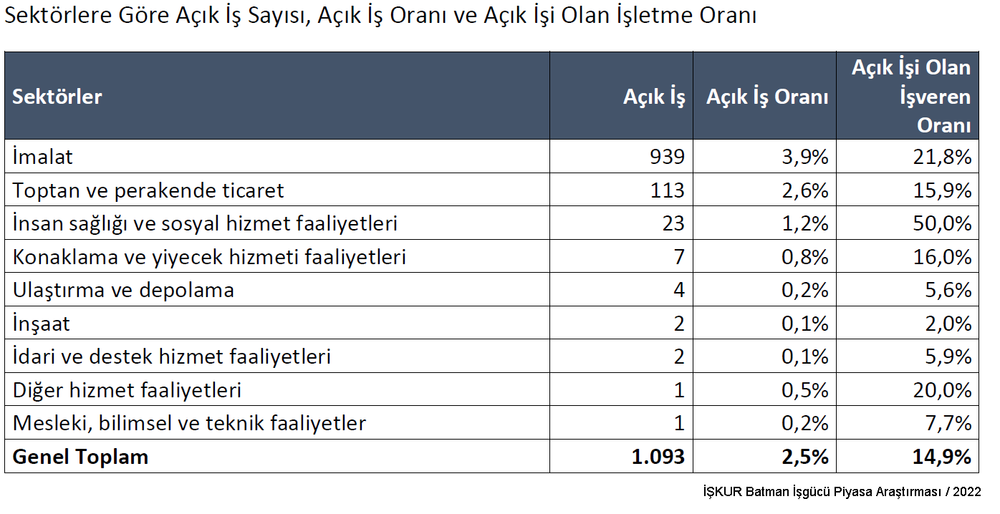 Sektörlere Göre Açık İş Sayısı, Açık İş Oranı ve Açık İşi Olan İşletme Oranı
Sektörler Açık İş Açık İş Oranı Açık İşi Olan
İşveren
Oranı
İmalat 939 3,9% 21,8%
Toptan ve perakende ticaret 113 2,6% 15,9%
İnsan sağlığı ve sosyal hizmet faaliyetleri 23 1,2% 50,0%
Konaklama ve yiyecek hizmeti faaliyetleri 7 0,8% 16,0%
Ulaştırma ve depolama 4 0,2% 5,6%
İnşaat 2 0,1% 2,0%
İdari ve destek hizmet faaliyetleri 2 0,1% 5,9%
Diğer hizmet faaliyetleri 1 0,5% 20,0%
Mesleki, bilimsel ve teknik faaliyetler 1 0,2% 7,7%
Genel Toplam 1.093 2,5% 14,9%
İŞKUR Batman İşgücü Piyasa Araştırması / 2022